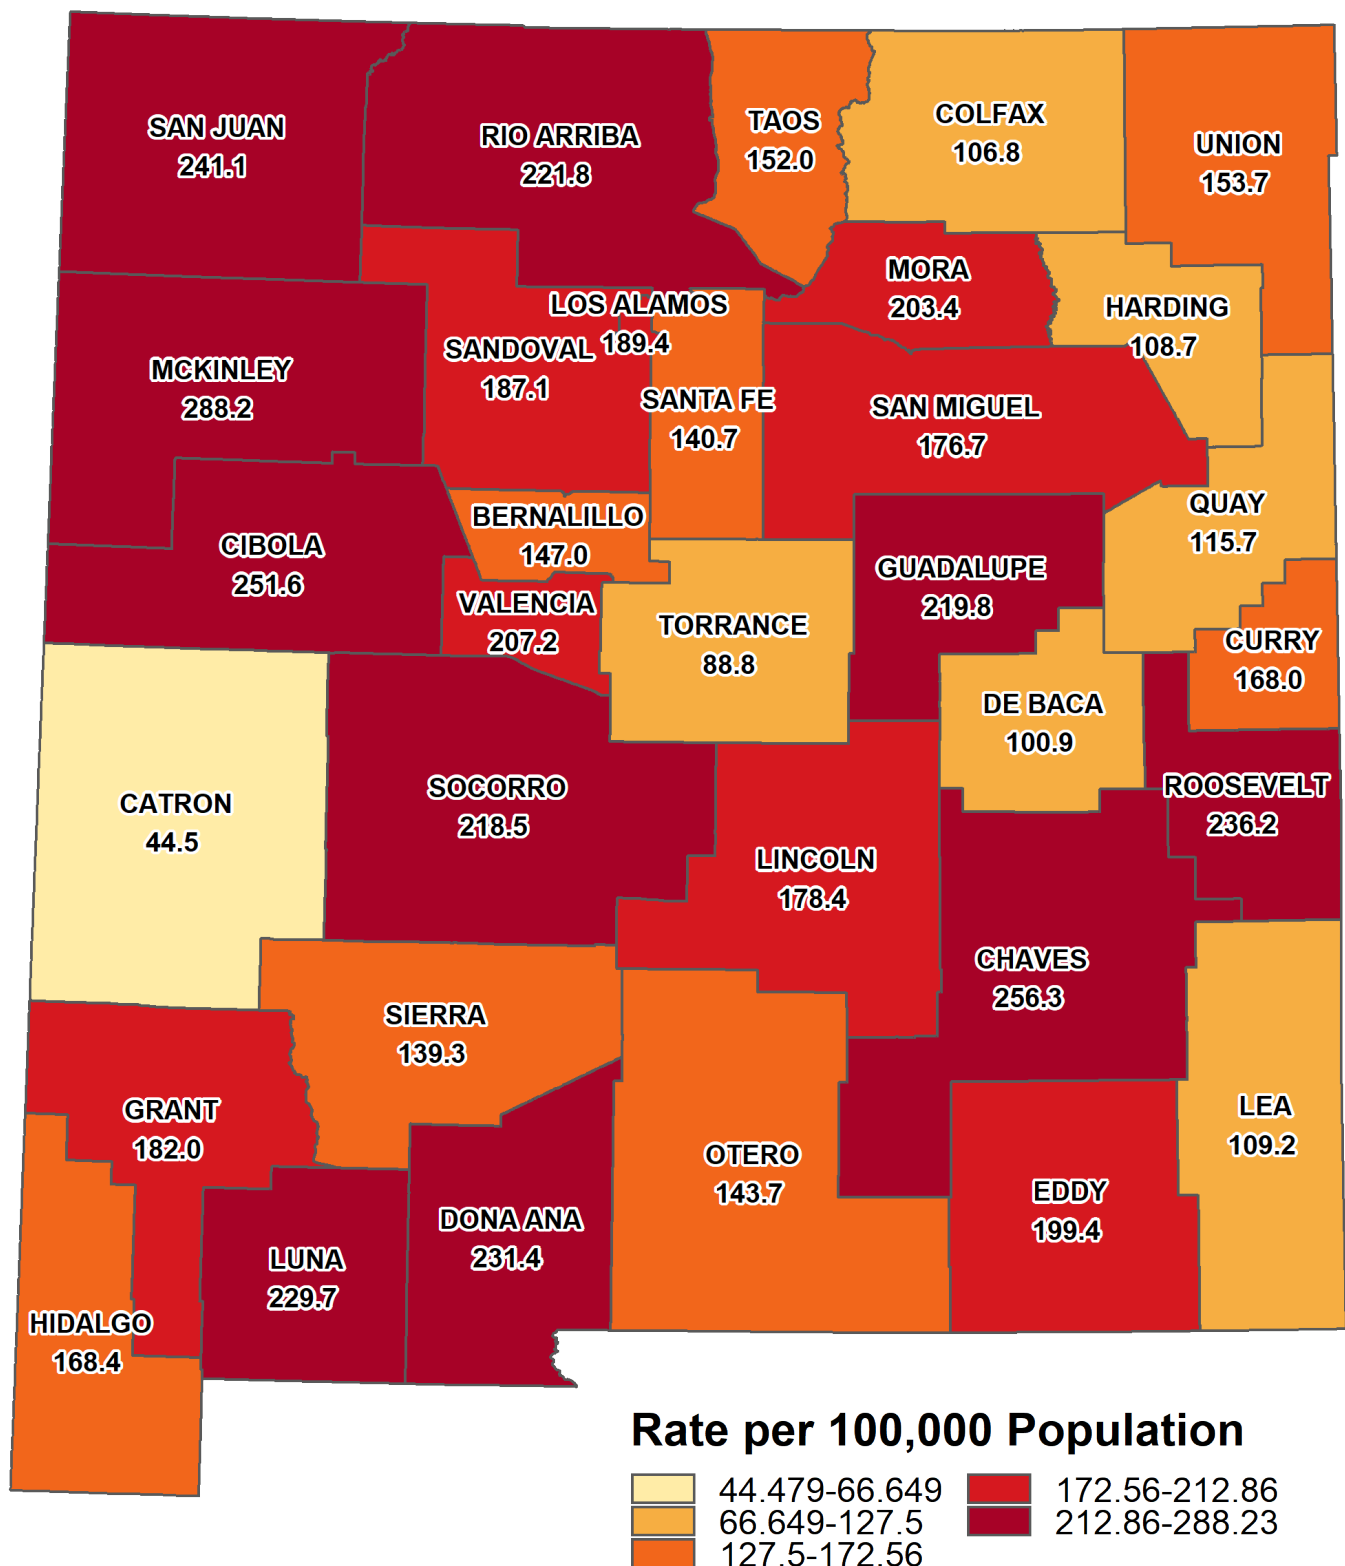 SAN JUAN
241.1
RIO ARRIBA
221.8
TAOS
152.0
COLFAX
106.8
UNION
153.7
MORA
203.4
HARDING
108.7
LOS ALAMOS
189.4
SANDOVAL
187.1
MCKINLEY
288.2
SANTA FE
140.7
SAN MIGUEL
176.7
QUAY
115.7
BERNALILLO
147.0
CIBOLA
251.6
GUADALUPE
219.8
VALENCIA
207.2
TORRANCE
88.8
CURRY
168.0
DE BACA
100.9
CATRON
44.5
SOCORRO
218.5
ROOSEVELT
236.2
LINCOLN
178.4
CHAVES
256.3
SIERRA
139.3
GRANT
182.0
LEA
109.2
OTERO
143.7
EDDY
199.4
DONA ANA
231.4
LUNA
229.7
HIDALGO
168.4
Rate per 100,000 Population
44.479-66.649
66.649-127.5
127.5-172.56
172.56-212.86
212.86-288.23